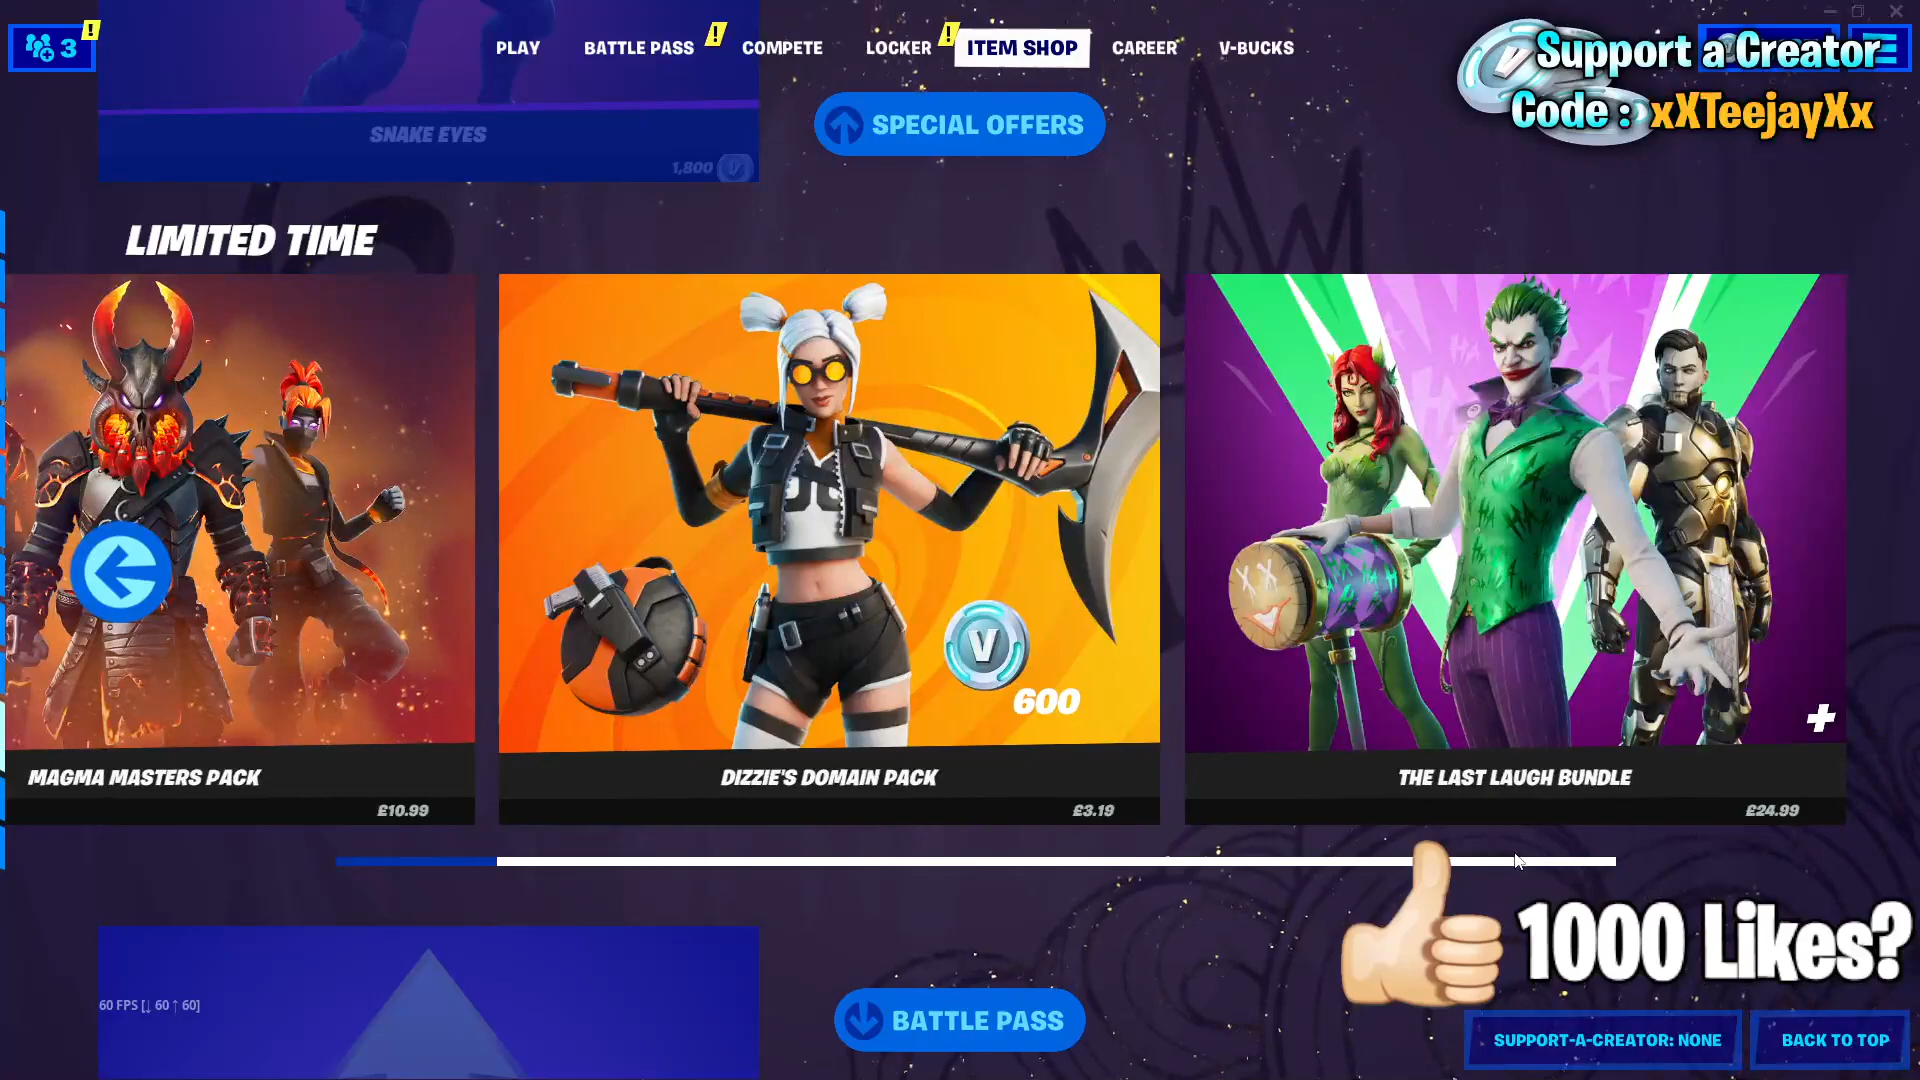 3
!
PLAY
BATTLE PASS
!
COMPETE
LOCKER
!
ITEM SHOP
CAREER
V-BUCKS
Support a Creator
Code : xXTeejayXx
SPECIAL OFFERS
SNAKE EYES
1,800
LIMITED TIME
HA
HA
V
600
+
MAGMA MASTERS PACK
£10.99
DIZZIE'S DOMAIN PACK
£3.19
THE LAST LAUGH BUNDLE
£24.99
1000 Likes?
60 FPS [↓ 60 ↑ 60]
BATTLE PASS
SUPPORT-A-CREATOR: NONE
BACK TO TOP